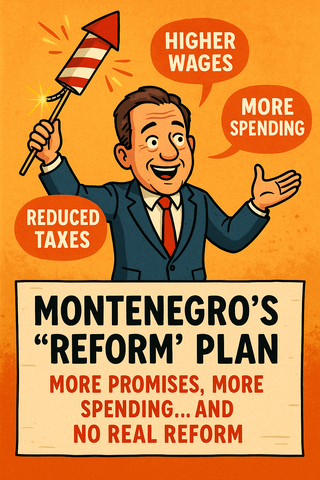 HIGHER
WAGES
MORE
SPENDING
REDUCED
TAXES
MONTENEGRO'S
“REFORM’ PLAN
MORE PROMISES, MORE
SPENDING... AND
NO REAL REFORM